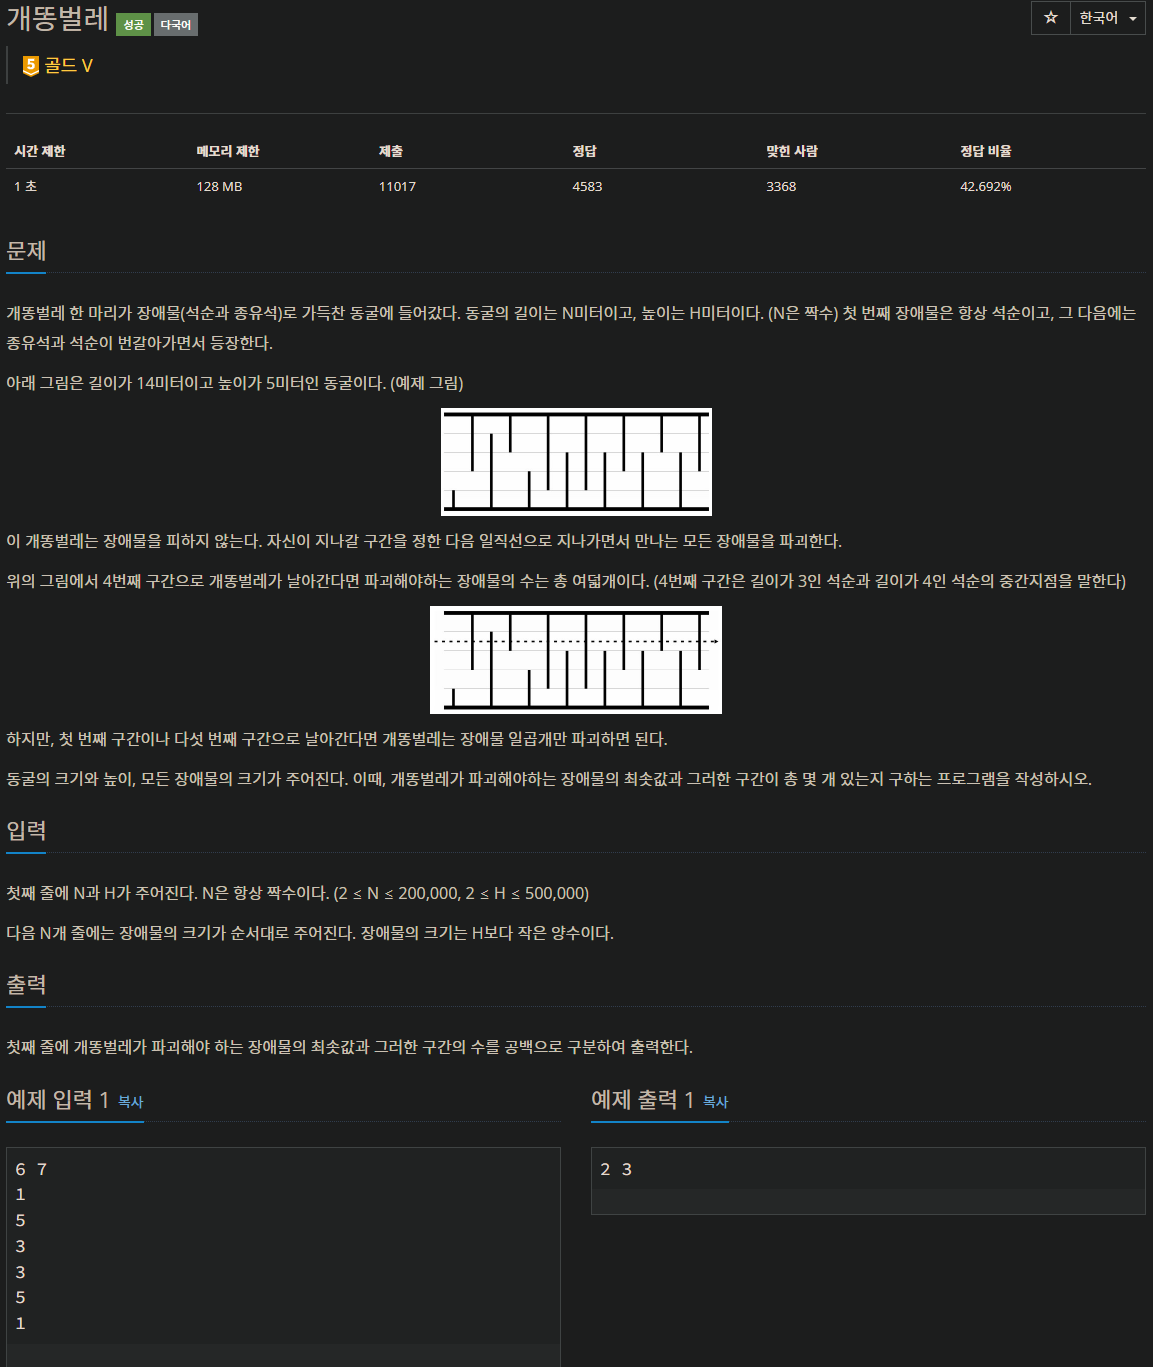 개똥벌레 성공 다국어
☆ 한국어
5 골드 V
시간 제한 메모리 제한 제출 정답 맞힌 사람 정답 비율
1 초 128 MB 11017 4583 3368 42.692%
문제
개똥벌레 한 마리가 장애물(석순과 종유석)로 가득찬 동굴에 들어갔다. 동굴의 길이는 N미터이고, 높이는 H미터이다. (N은 짝수) 첫 번째 장애물은 항상 석순이고, 그 다음에는
종유석과 석순이 번갈아가면서 등장한다.
아래 그림은 길이가 14미터이고 높이가 5미터인 동굴이다. (예제 그림)
이 개똥벌레는 장애물을 피하지 않는다. 자신이 지나갈 구간을 정한 다음 일직선으로 지나가면서 만나는 모든 장애물을 파괴한다.
위의 그림에서 4번째 구간으로 개똥벌레가 날아간다면 파괴해야하는 장애물의 수는 총 여덟개이다. (4번째 구간은 길이가 3인 석순과 길이가 4인 석순의 중간지점을 말한다)
하지만, 첫 번째 구간이나 다섯 번째 구간으로 날아간다면 개똥벌레는 장애물 일곱개만 파괴하면 된다.
동굴의 크기와 높이, 모든 장애물의 크기가 주어진다. 이때, 개똥벌레가 파괴해야하는 장애물의 최솟값과 그러한 구간이 총 몇 개 있는지 구하는 프로그램을 작성하시오.
입력
첫째 줄에 N과 H가 주어진다. N은 항상 짝수이다. (2 ≤ N ≤ 200,000, 2 ≤ H ≤ 500,000)
다음 N개 줄에는 장애물의 크기가 순서대로 주어진다. 장애물의 크기는 H보다 작은 양수이다.
출력
첫째 줄에 개똥벌레가 파괴해야 하는 장애물의 최솟값과 그러한 구간의 수를 공백으로 구분하여 출력한다.
예제 입력 1 복사
6 7
1
5
3
3
5
1
예제 출력 1 복사
2 3